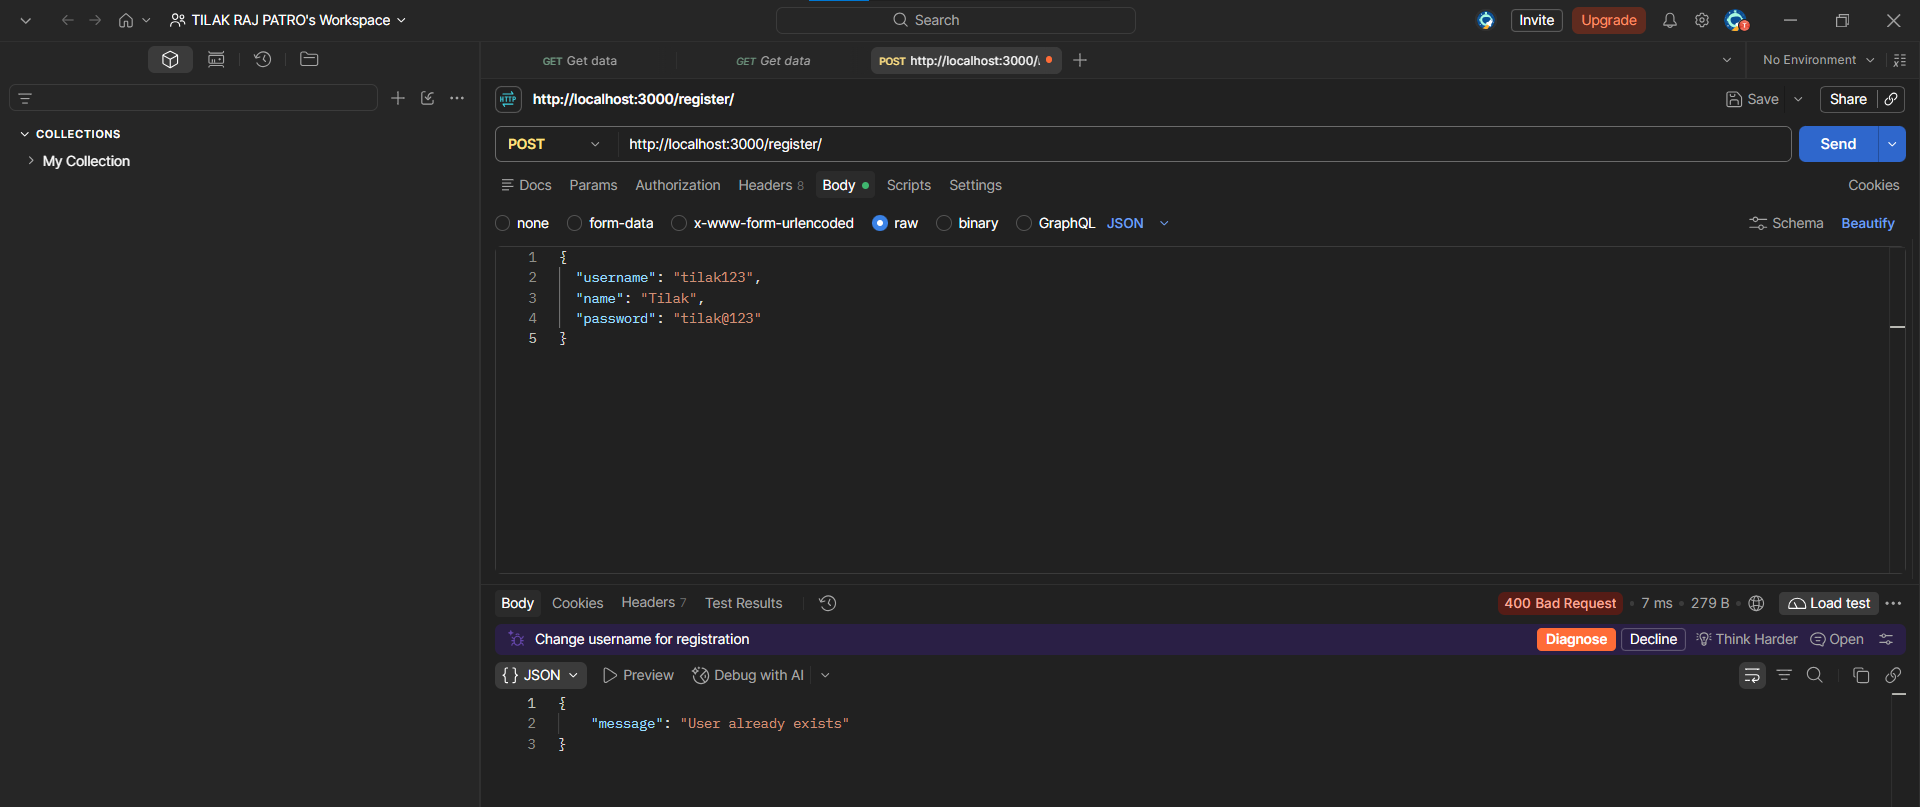 TILAK RAJ PATRO's Workspace
Search
Invite
Upgrade
T
GET Get data
GET Get data
POST http://localhost:3000/.
No Environment
COLLECTIONS
My Collection
HTTP
http://localhost:3000/register/
Save
Share
POST
http://localhost:3000/register/
Send
Docs
Params
Authorization
Headers 8
Body
Scripts
Settings
Cookies
none
form-data
x-www-form-urlencoded
raw
binary
GraphQL
JSON
Schema
Beautify
1 {
2 "username": "tilak123",
3 "name": "Tilak",
4 "password": "tilak@123"
5 }
Body
Cookies
Headers 7
Test Results
400 Bad Request
7 ms
279 B
Load test
Change username for registration
Diagnose
Decline
Think Harder
Open
{} JSON
Preview
Debug with AI
1 {
2 "message": "User already exists"
3 }